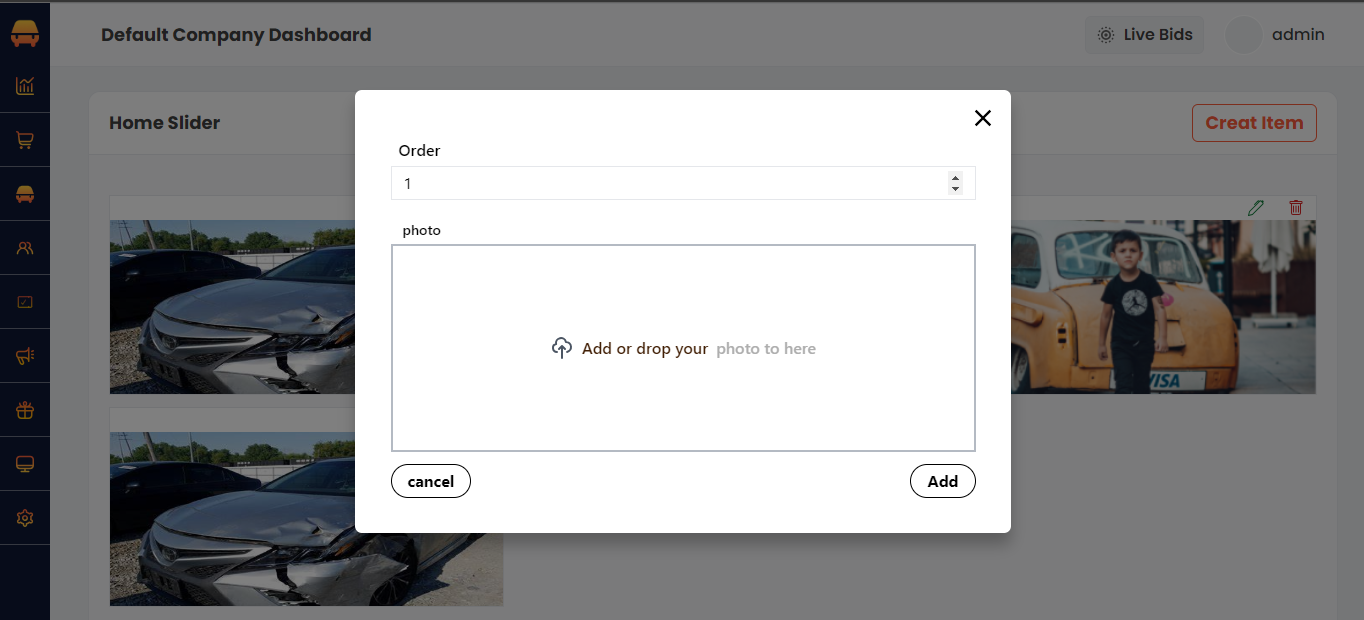 Default Company Dashboard
Live Bids
admin
Home Slider
Creat Item
Order
1
photo
Add or drop your photo to here
cancel
Add
VISA